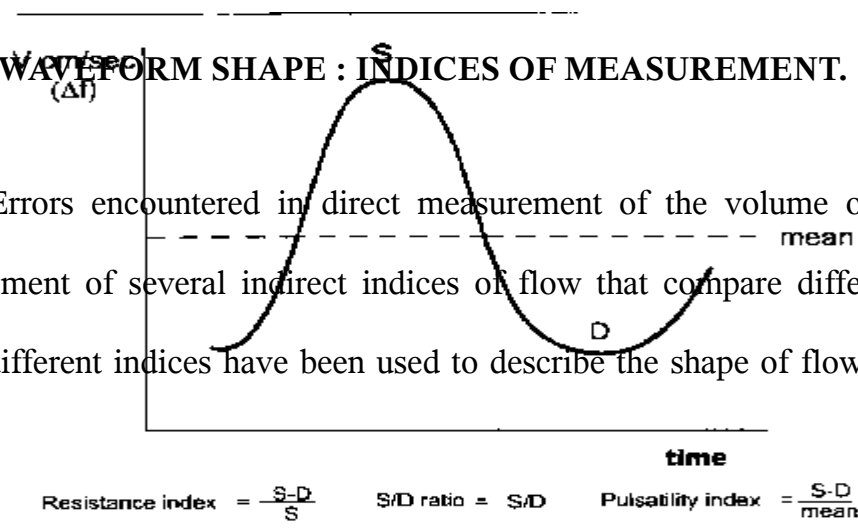 V cm/sec.
(Δf)
WAVEFORM SHAPE : INDICES OF MEASUREMENT.
S
Errors encountered in direct measurement of the volume o
mean
ment of several indirect indices of flow that compare diffe
D
ifferent indices have been used to describe the shape of flow
time
Resistance index = S-D/S S/D ratio = S/D Pulsatility index = S-D/mean